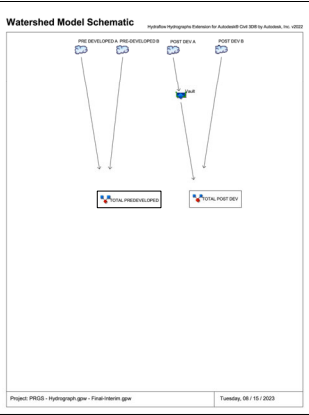 Watershed Model Schematic
Hydraflow Hydrographs Extension for Autodesk® Civil 3D® by Autodesk, Inc. v2022
PRE DEVELOPED A PRE-DEVELOPED B POST DEV A POST DEV B
Vault
TOTAL PREDEVELOPED TOTAL POST DEV
Project: PRGS - Hydrograph.gpw - Final-Interim.gpw Tuesday, 08 / 15 / 2023